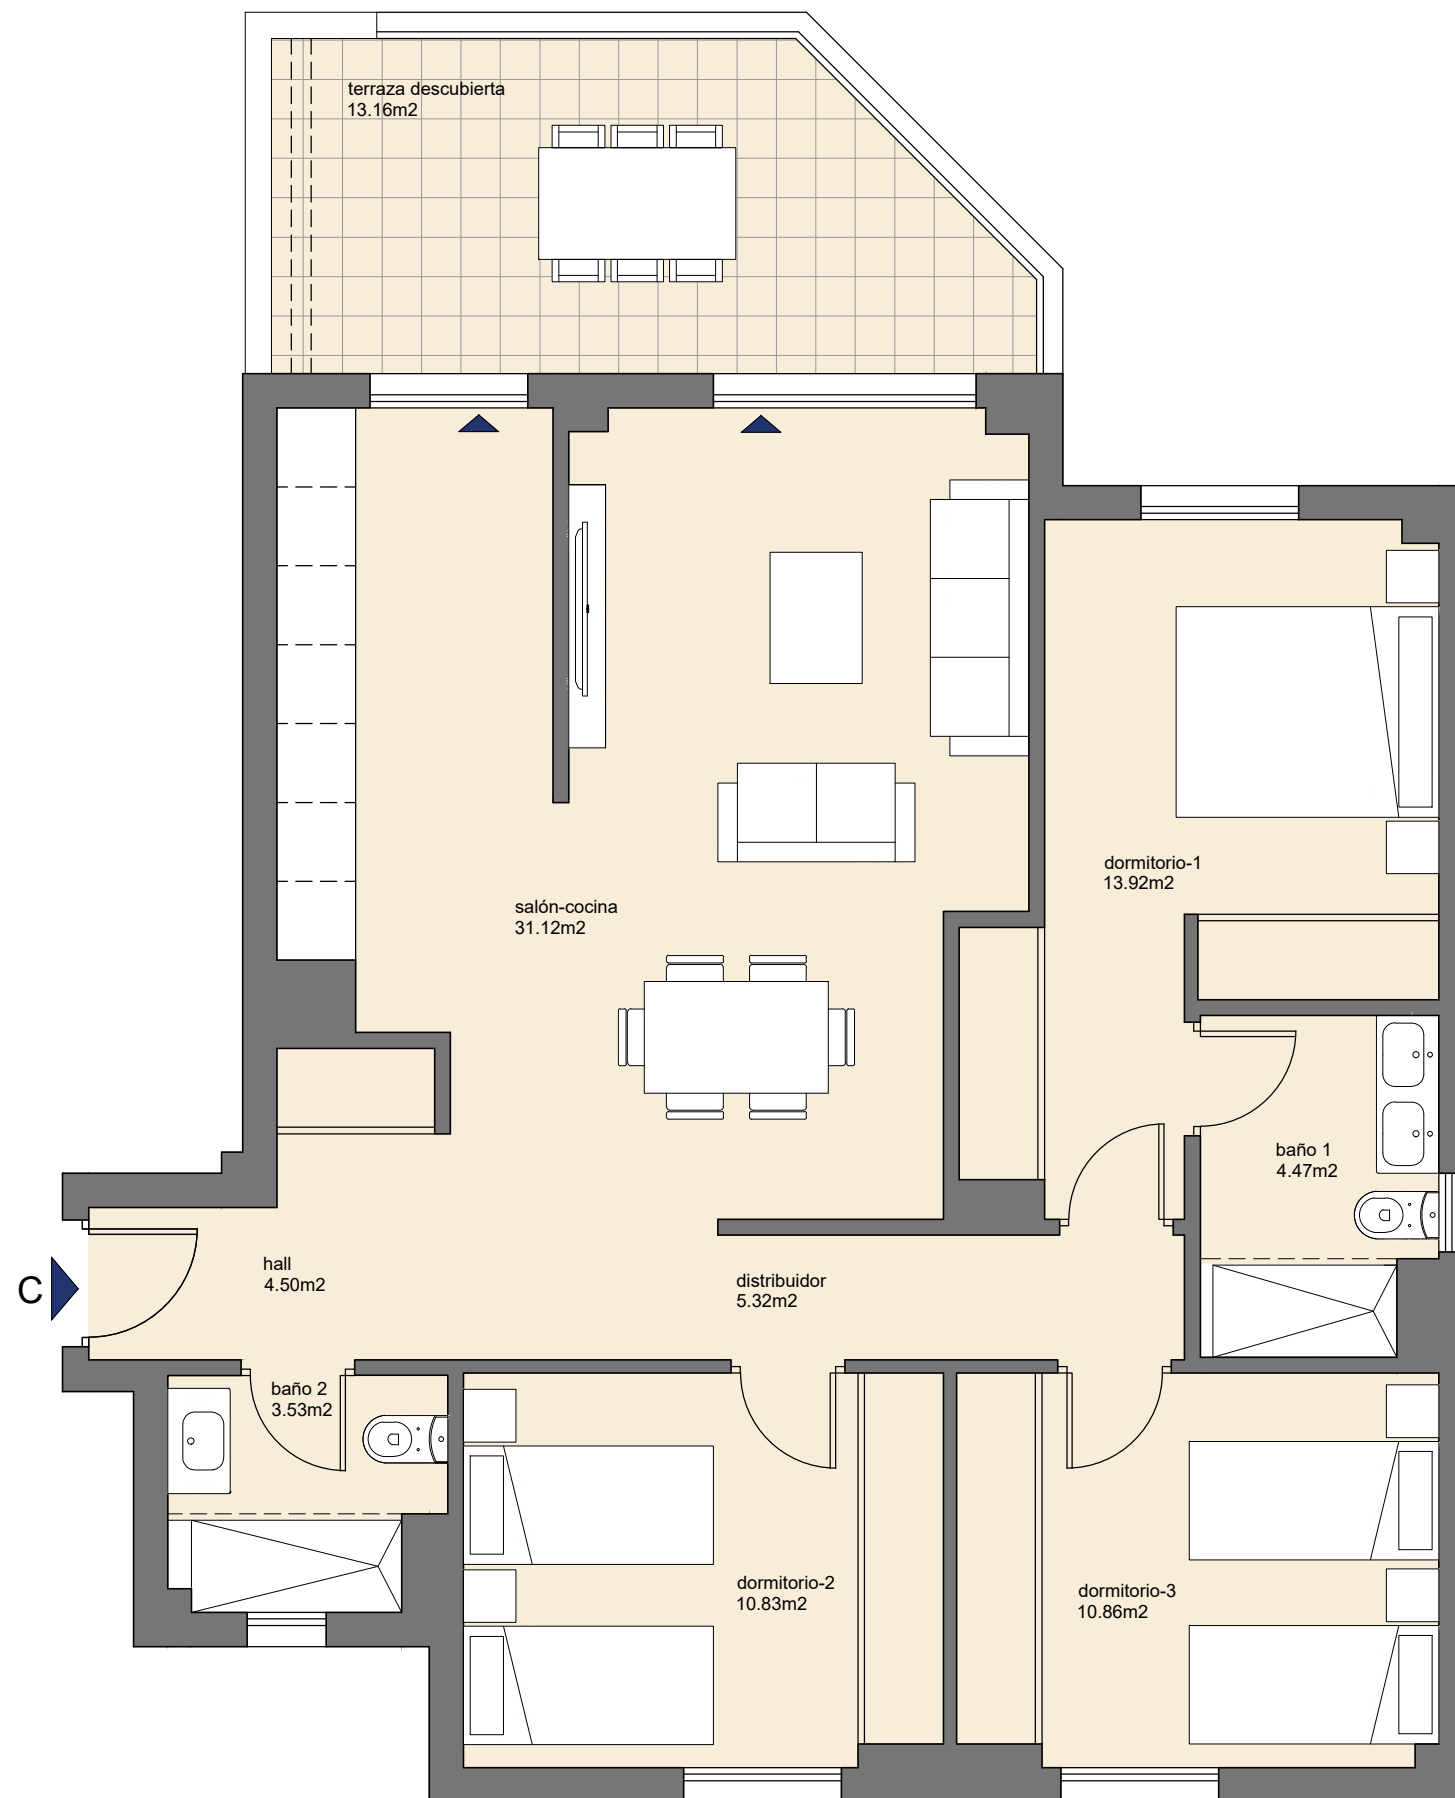 terraza descubierta
13.16m2
dormitorio-1
13.92m2
salón-cocina
31.12m2
baño 1
4.47m2
hall
4.50m2
C
distribuidor
5.32m2
baño 2
3.53m2
dormitorio-2
10.83m2
dormitorio-3
10.86m2